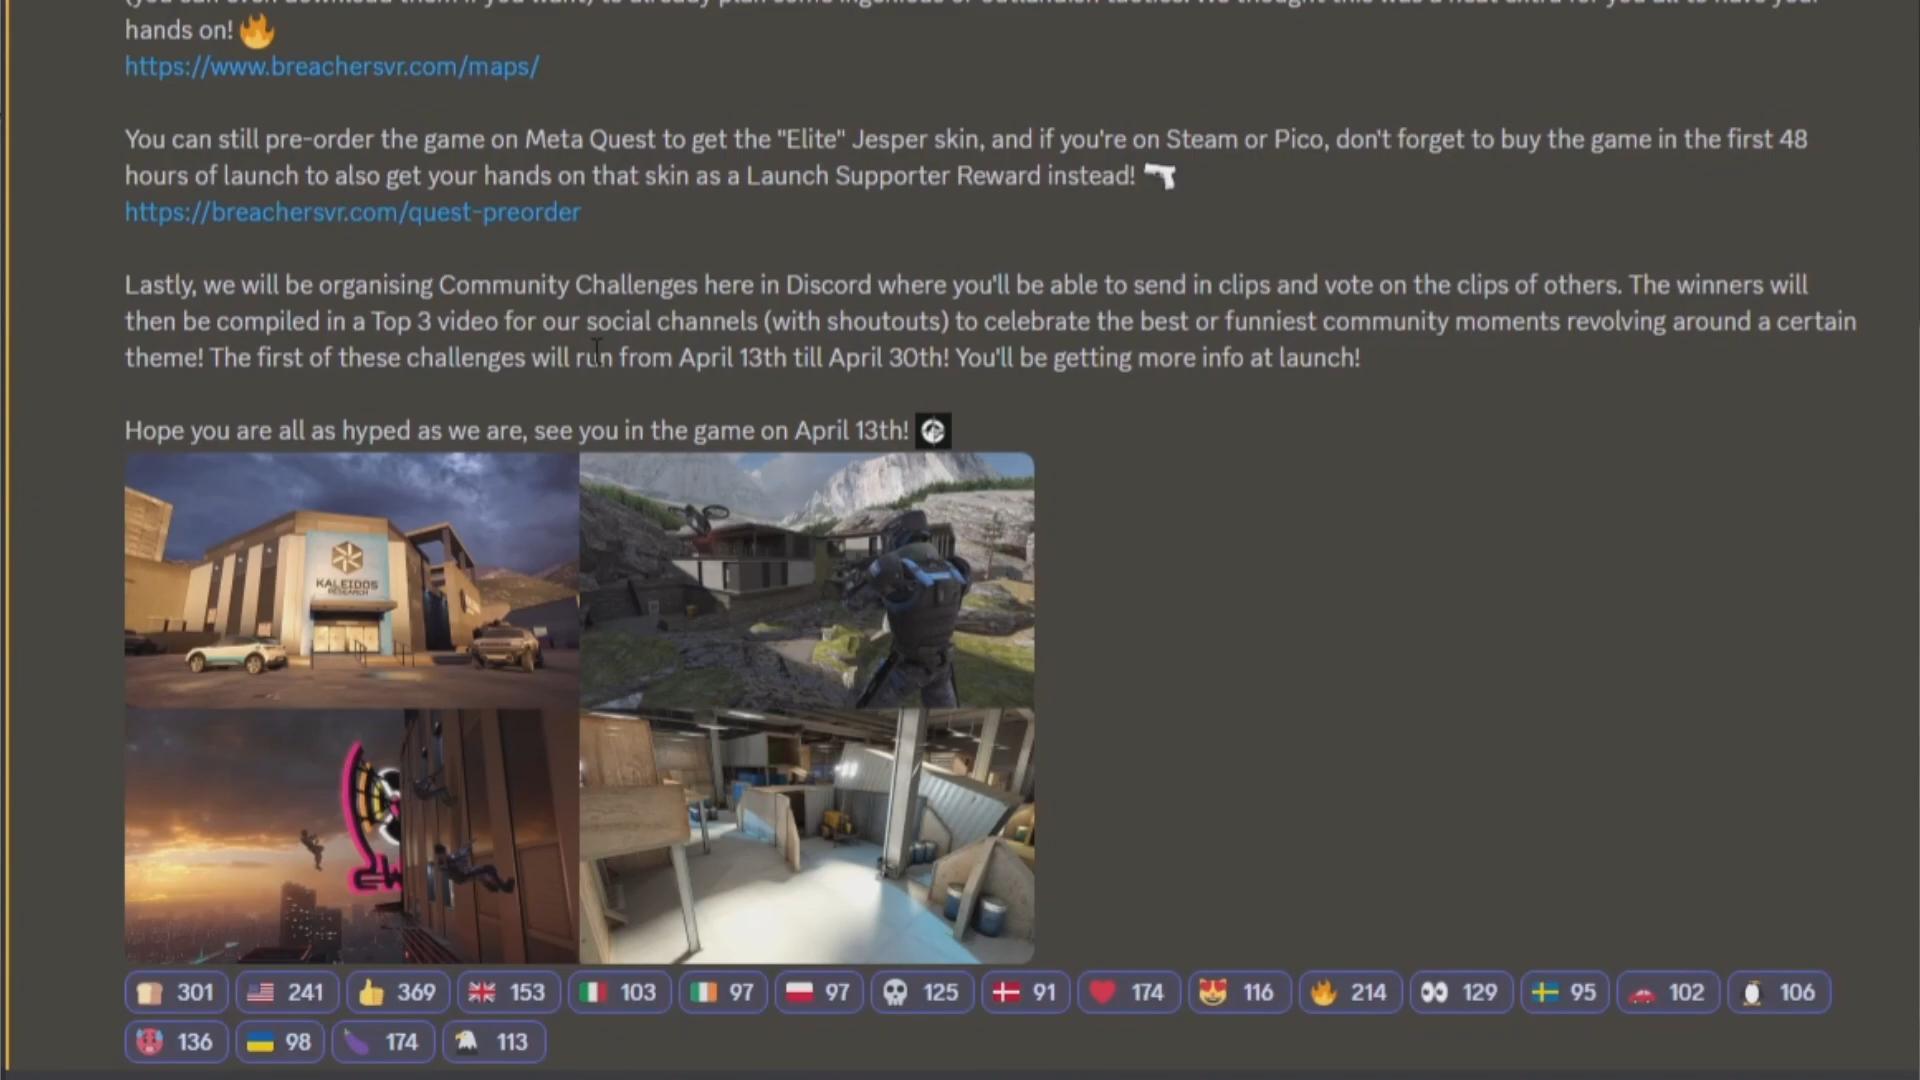 hands on!
https://www.breachersvr.com/maps/
You can still pre-order the game on Meta Quest to get the "Elite" Jesper skin, and if you're on Steam or Pico, don't forget to buy the game in the first 48
hours of launch to also get your hands on that skin as a Launch Supporter Reward instead!
https://breachersvr.com/quest-preorder
Lastly, we will be organising Community Challenges here in Discord where you'll be able to send in clips and vote on the clips of others. The winners will
then be compiled in a Top 3 video for our social channels (with shoutouts) to celebrate the best or funniest community moments revolving around a certain
theme! The first of these challenges will run from April 13th till April 30th! You'll be getting more info at launch!
Hope you are all as hyped as we are, see you in the game on April 13th!
KALEIDOS
RESEARCH
301 241 369 153 103 97 97 125 91 174 116 214 129 95 102 106
136 98 174 113